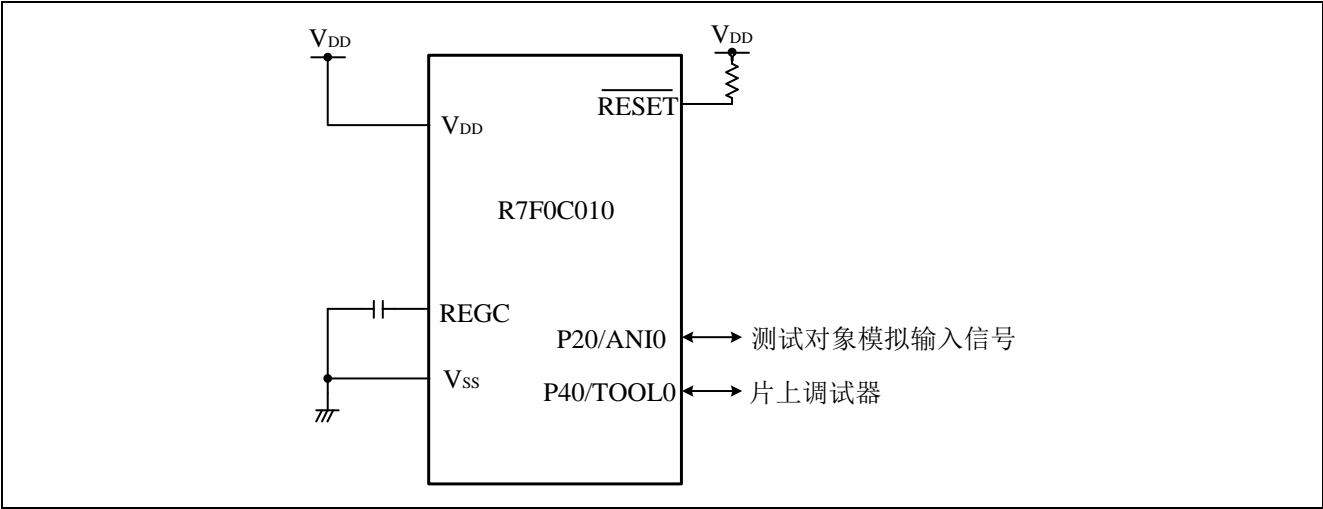 VDD
VDD
RESET
VDD
R7F0C010
REGC
P20/ANI0 测试对象模拟输入信号
VSS
P40/TOOL0 片上调试器